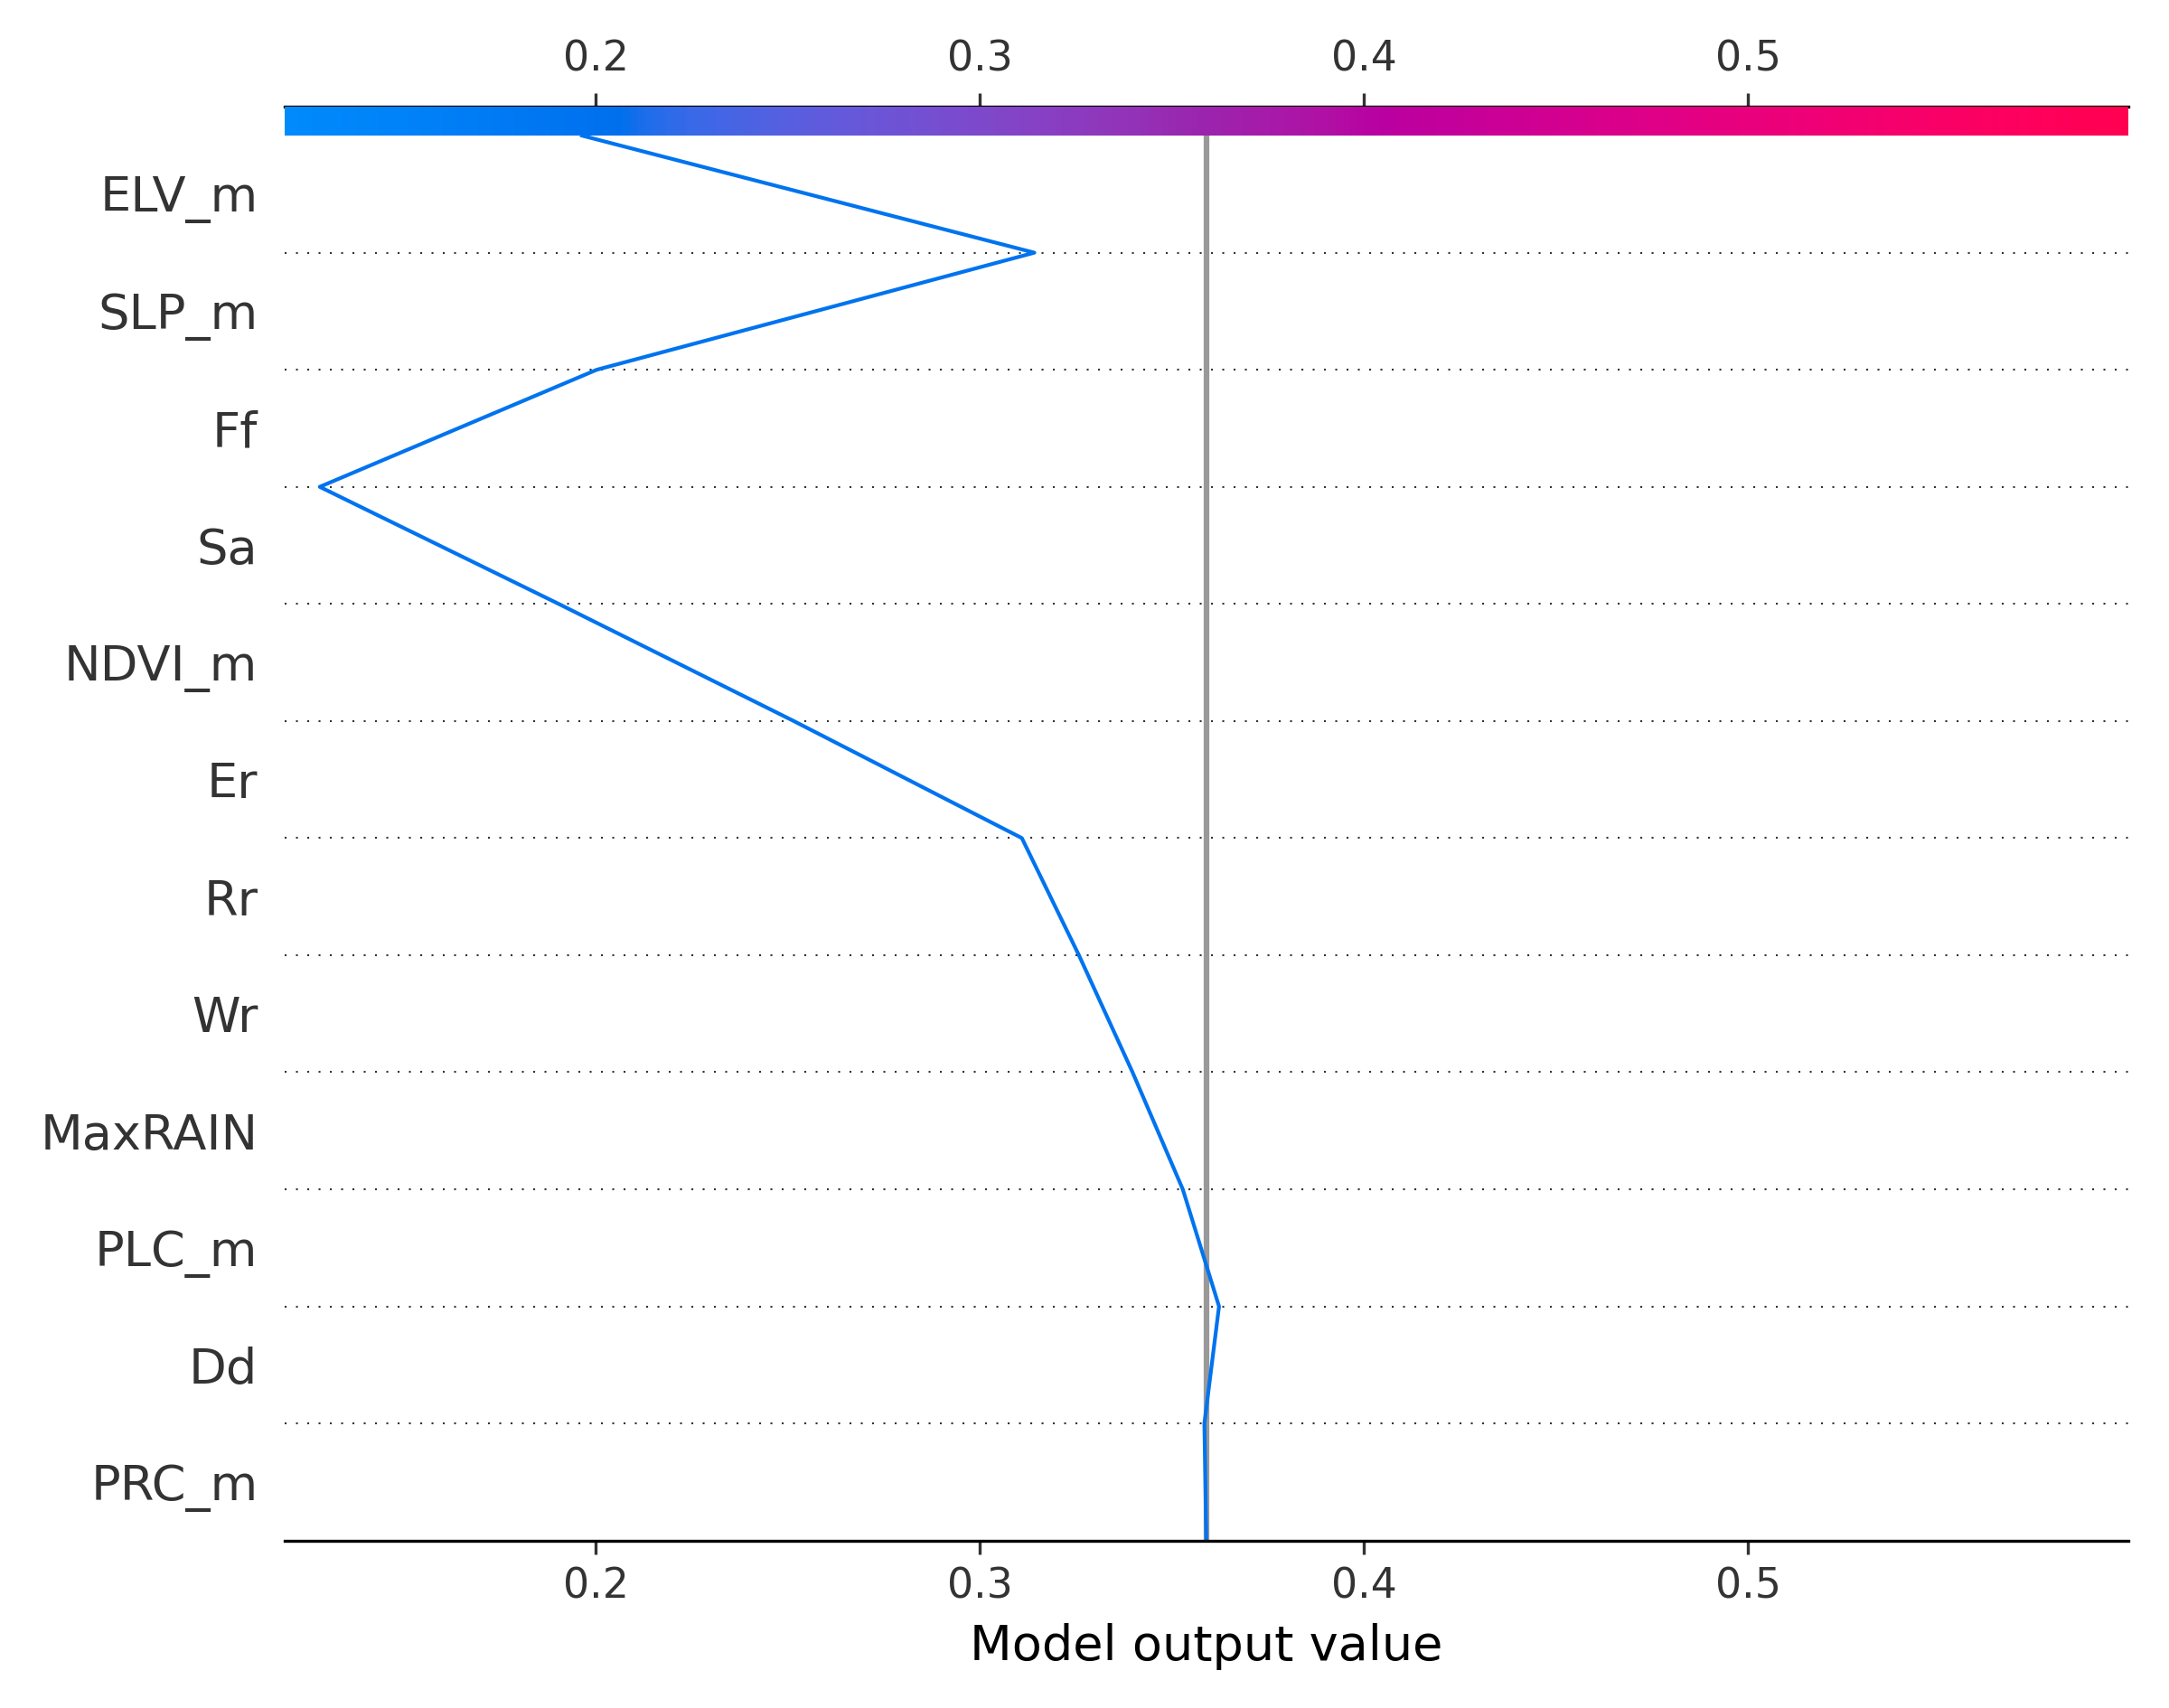 0.2 0.3 0.4 0.5
ELV_m
SLP_m
Ff
Sa
NDVI_m
Er
Rr
Wr
MaxRAIN
PLC_m
Dd
PRC_m
0.2 0.3 0.4 0.5
Model output value